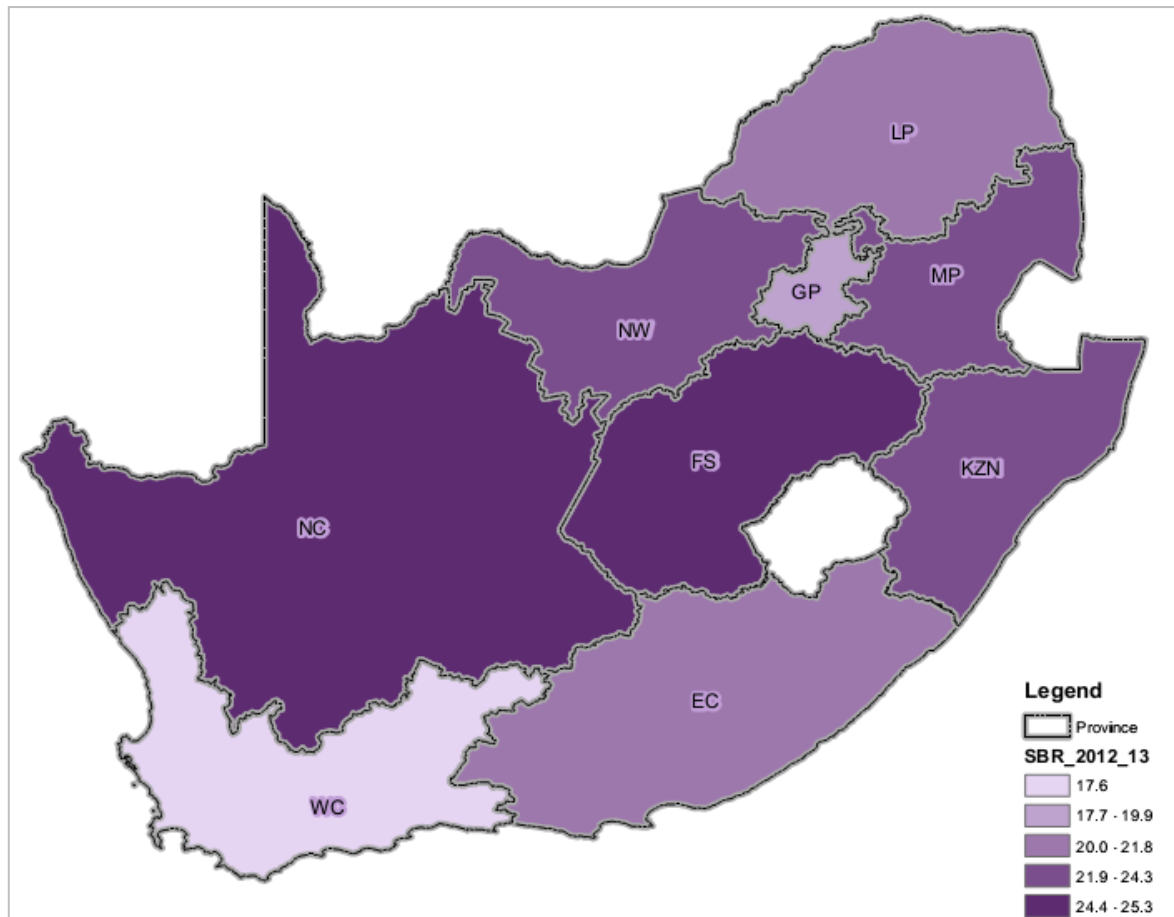 LP
MP
GP
NW
FS
KZN
NC
EC
WC
Legend
Province
SBR_2012_13
17.6
17.7 - 19.9
20.0 - 21.8
21.9 - 24.3
24.4 - 25.3